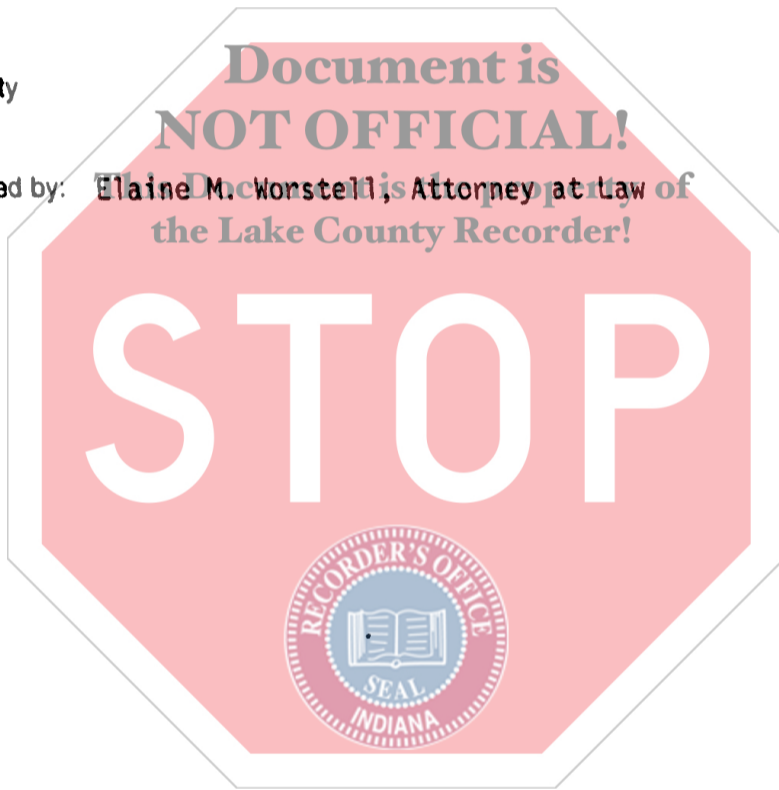 Document is
ty
NOT OFFICIAL!
ed by: Elaine M. Worstell, Attorney at Law
This Document is the property of
the Lake County Recorder!
STOP
RECORDER'S OFFICE
SEAL
INDIANA